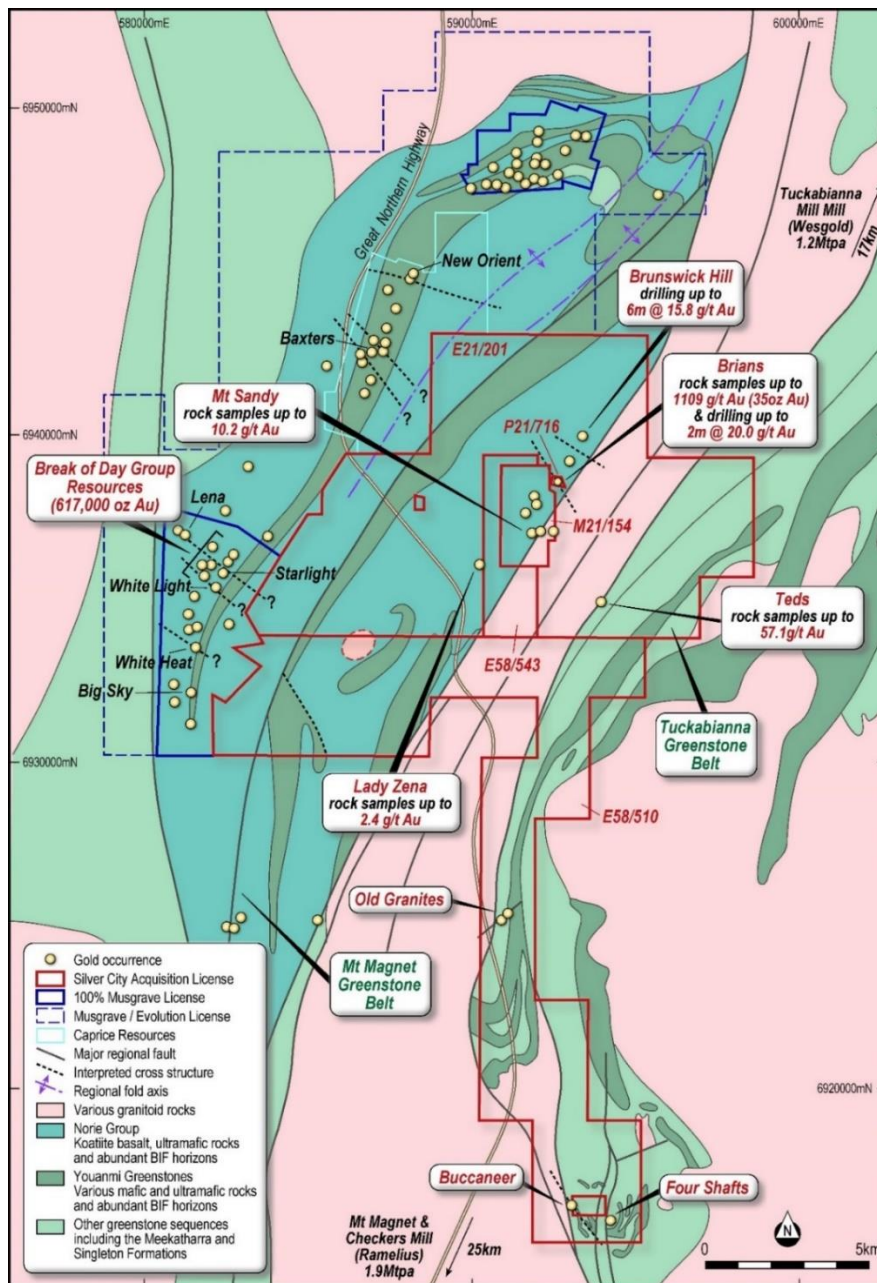 580000mE
590000mE
600000mE
6950000mN
Great Northern Highway
Tuckabianna
Mill Mill
(Wesgold)
1.2Mtpa
17km
New Orient
Brunswick Hill
drilling up to
6m @ 15.8 g/t Au
Baxters
E21/201
Mt Sandy
rock samples up to
10.2 g/t Au
Brians
rock samples up to
1109 g/t Au (35oz Au)
& drilling up to
2m @ 20.0 g/t Au
?
?
6940000mN
P21/716
Break of Day Group
Resources
(617,000 oz Au)
Lena
M21/154
Starlight
White Light
?
?
Teds
rock samples up to
57.1g/t Au
White Heat
?
E58/543
Big Sky
Tuckabianna
Greenstone
Belt
6930000mN
Lady Zena
rock samples up to
2.4 g/t Au
E58/510
Old Granites
Mt Magnet
Greenstone
Belt
Gold occurrence
Silver City Acquisition License
100% Musgrave License
Musgrave / Evolution License
Caprice Resources
Major regional fault
Interpreted cross structure
Regional fold axis
Various granitoid rocks
Norie Group
Koatiite basalt, ultramafic rocks
and abundant BIF horizons
Youanmi Greenstones
Various mafic and ultramafic rocks
and abundant BIF horizons
Other greenstone sequences
including the Meekatharra and
Singleton Formations
6920000mN
Buccaneer
Four Shafts
Mt Magnet &
Checkers Mill
(Ramelius)
1.9Mtpa
25km
N
0 5km